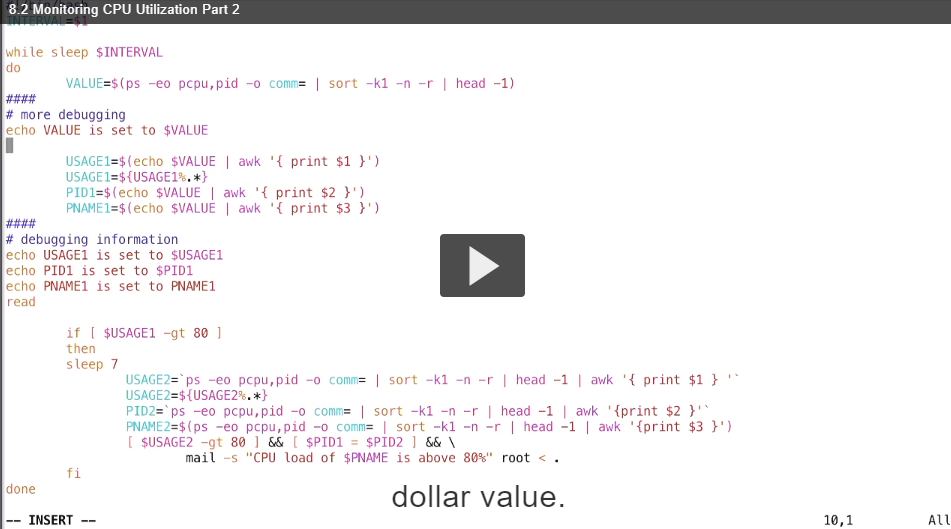 8.2 Monitoring CPU Utilization Part 2
INTERVAL=$1
while sleep $INTERVAL
do
VALUE=$(ps -eo pcpu,pid -o comm= | sort -k1 -n -r | head -1)
####
# more debugging
echo VALUE is set to $VALUE
USAGE1=$(echo $VALUE | awk '{ print $1 }')
USAGE1=${USAGE1%.*}
PID1=$(echo $VALUE | awk '{ print $2 }')
PNAME1=$(echo $VALUE | awk '{ print $3 }')
####
# debugging information
echo USAGE1 is set to $USAGE1
echo PID1 is set to $PID1
echo PNAME1 is set to PNAME1
read
if [ $USAGE1 -gt 80 ]
then
sleep 7
USAGE2=`ps -eo pcpu,pid -o comm= | sort -k1 -n -r | head -1 | awk '{ print $1 } '`
USAGE2=${USAGE2%.*}
PID2=`ps -eo pcpu,pid -o comm= | sort -k1 -n -r | head -1 | awk '{print $2 }'`
PNAME2=$(ps -eo pcpu,pid -o comm= | sort -k1 -n -r | head -1 | awk '{print $3 }')
[ $USAGE2 -gt 80 ] && [ $PID1 = $PID2 ] && \
mail -s "CPU load of $PNAME is above 80%" root < .
fi
done
dollar value.
-- INSERT -- 10,1 All